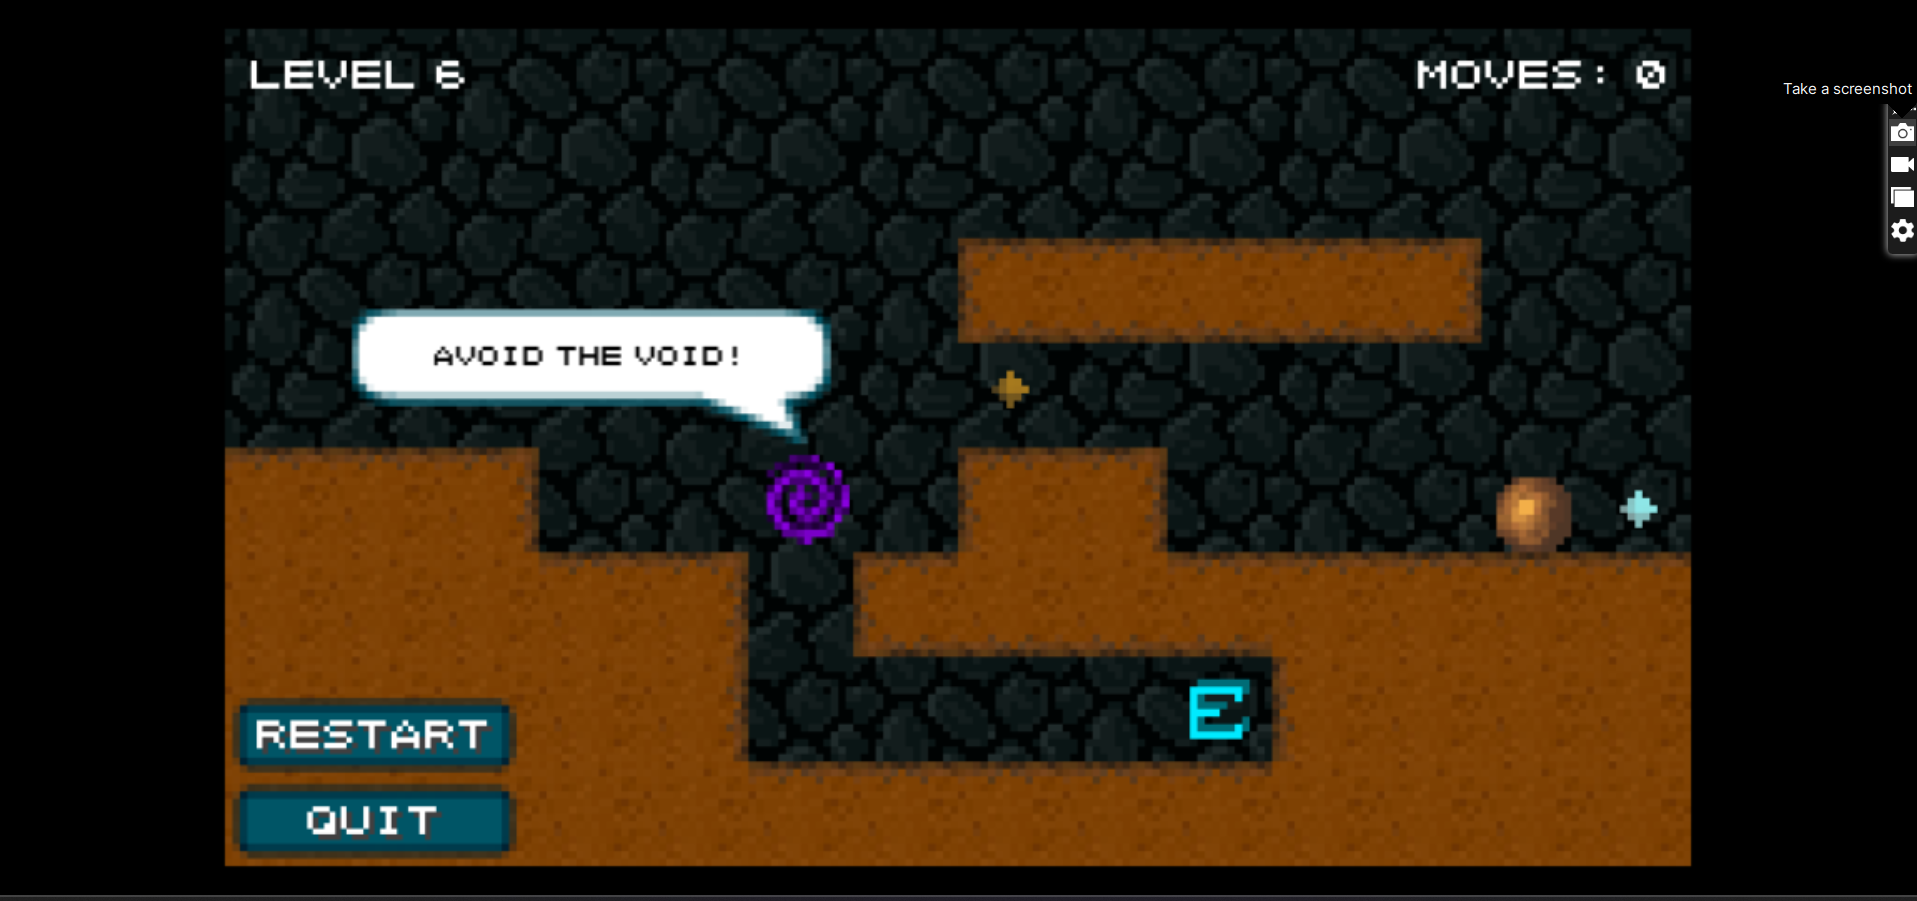 LEVEL 6
MOVES: 0
Take a screenshot
AVOID THE VOID!
E
RESTART
QUIT